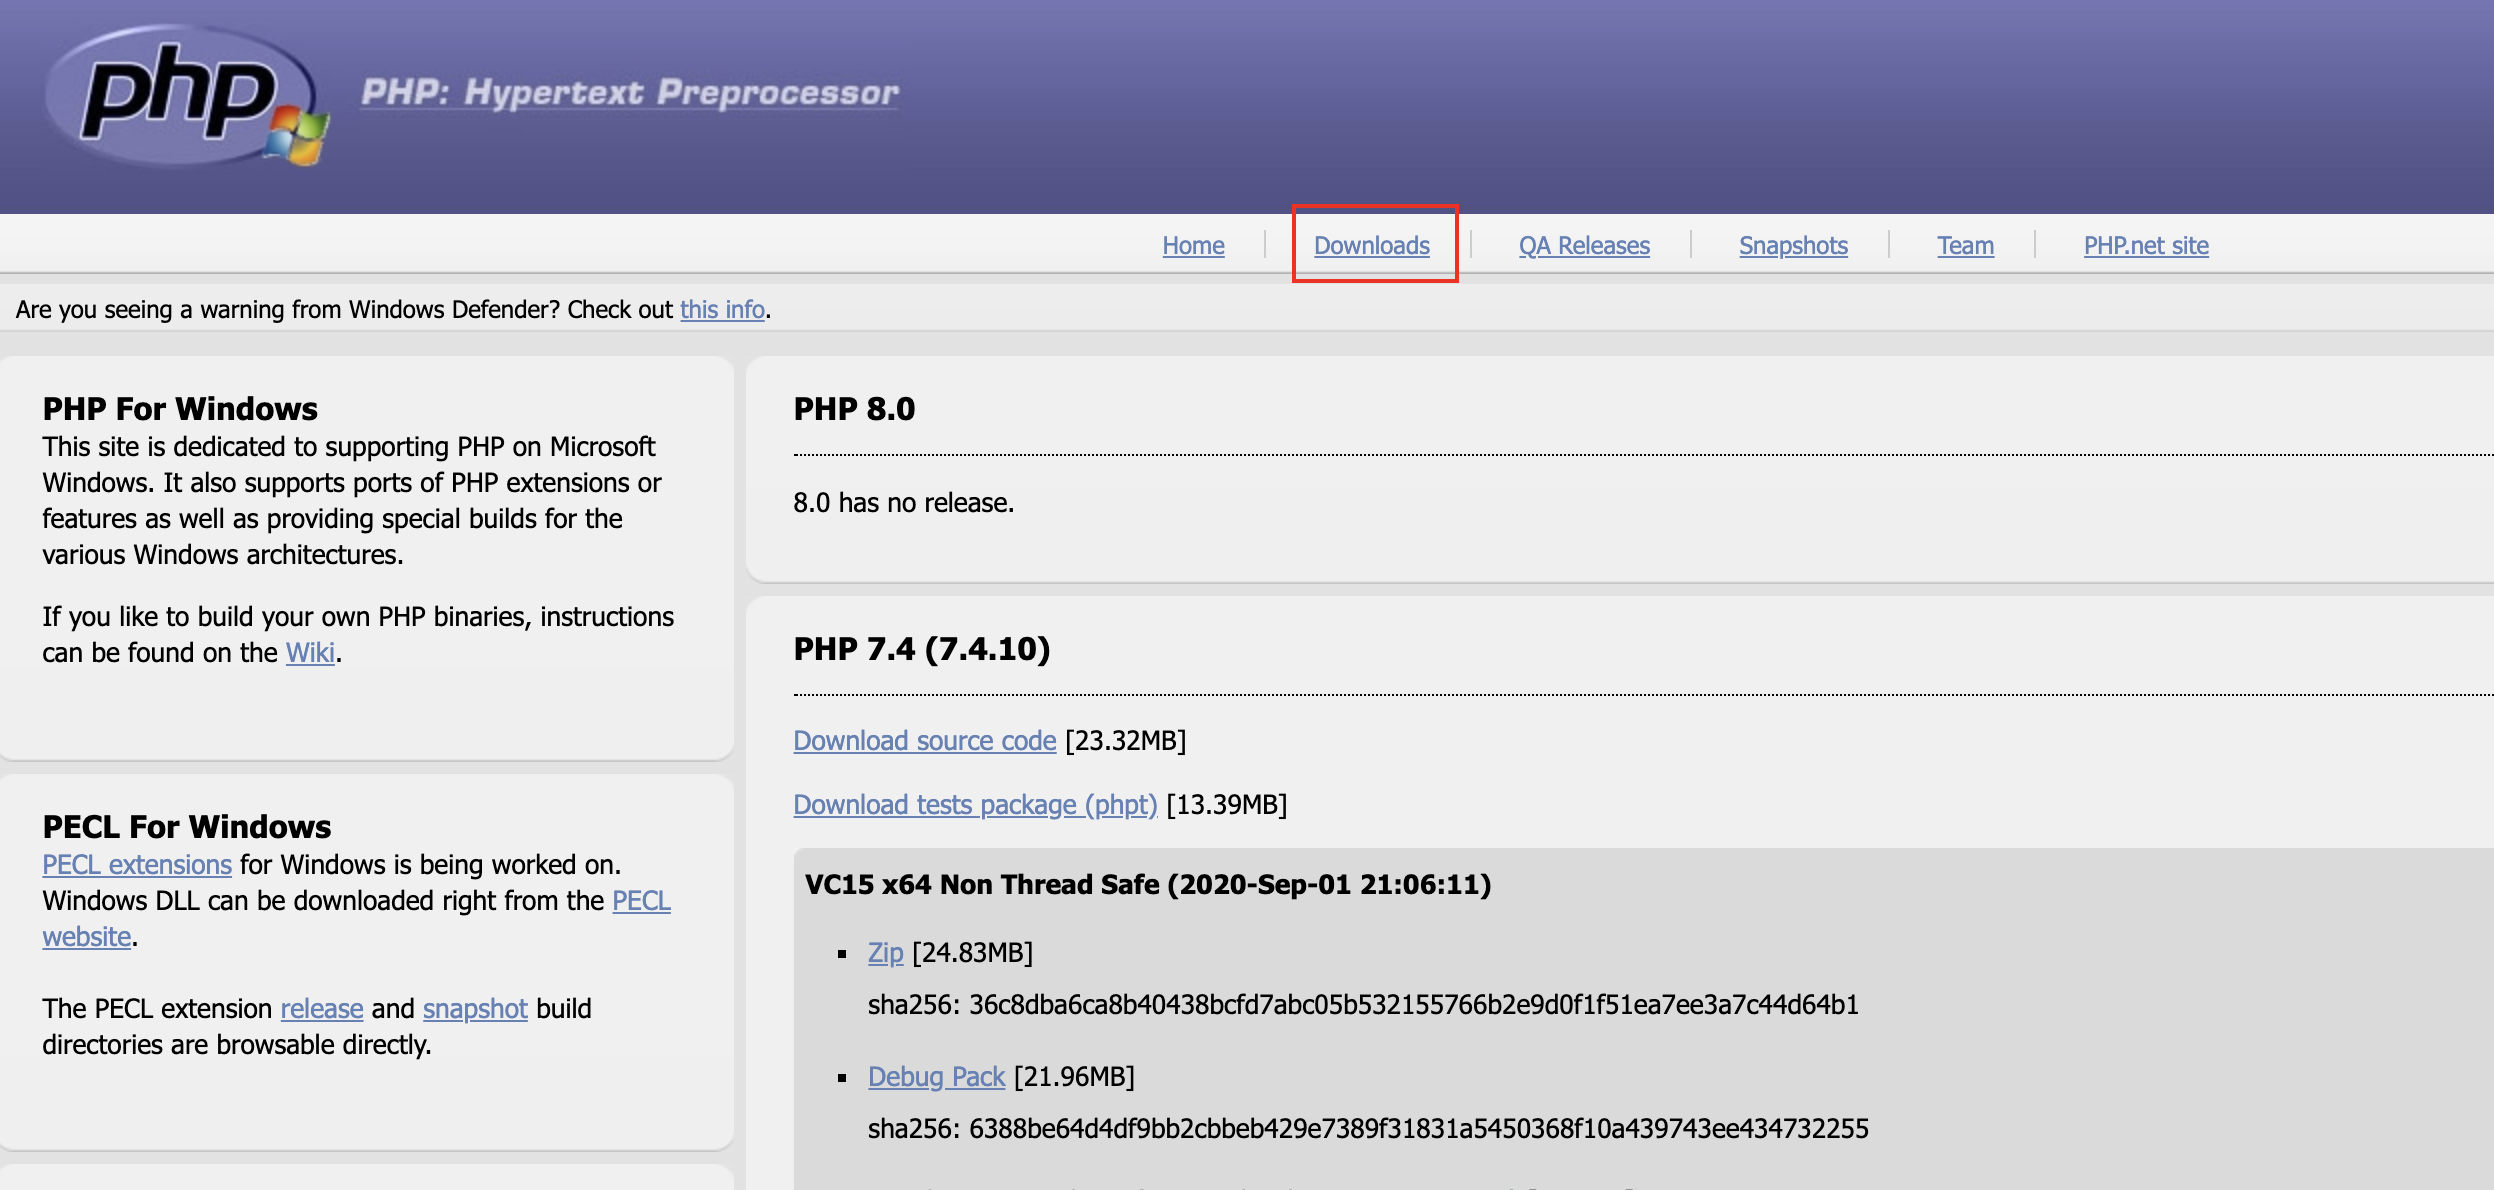 php
PHP: Hypertext Preprocessor
Home
Downloads
QA Releases
Snapshots
Team
PHP.net site
Are you seeing a warning from Windows Defender? Check out this info.
PHP For Windows
This site is dedicated to supporting PHP on Microsoft
Windows. It also supports ports of PHP extensions or
features as well as providing special builds for the
various Windows architectures.
If you like to build your own PHP binaries, instructions
can be found on the Wiki.
PECL For Windows
PECL extensions for Windows is being worked on.
Windows DLL can be downloaded right from the PECL
website.
The PECL extension release and snapshot build
directories are browsable directly.
PHP 8.0
8.0 has no release.
PHP 7.4 (7.4.10)
Download source code [23.32MB]
Download tests package (phpt) [13.39MB]
VC15 x64 Non Thread Safe (2020-Sep-01 21:06:11)
Zip [24.83MB]
sha256: 36c8dba6ca8b40438bcfd7abc05b532155766b2e9d0f1f51ea7ee3a7c44d64b1
Debug Pack [21.96MB]
sha256: 6388be64d4df9bb2cbbeb429e7389f31831a5450368f10a439743ee434732255